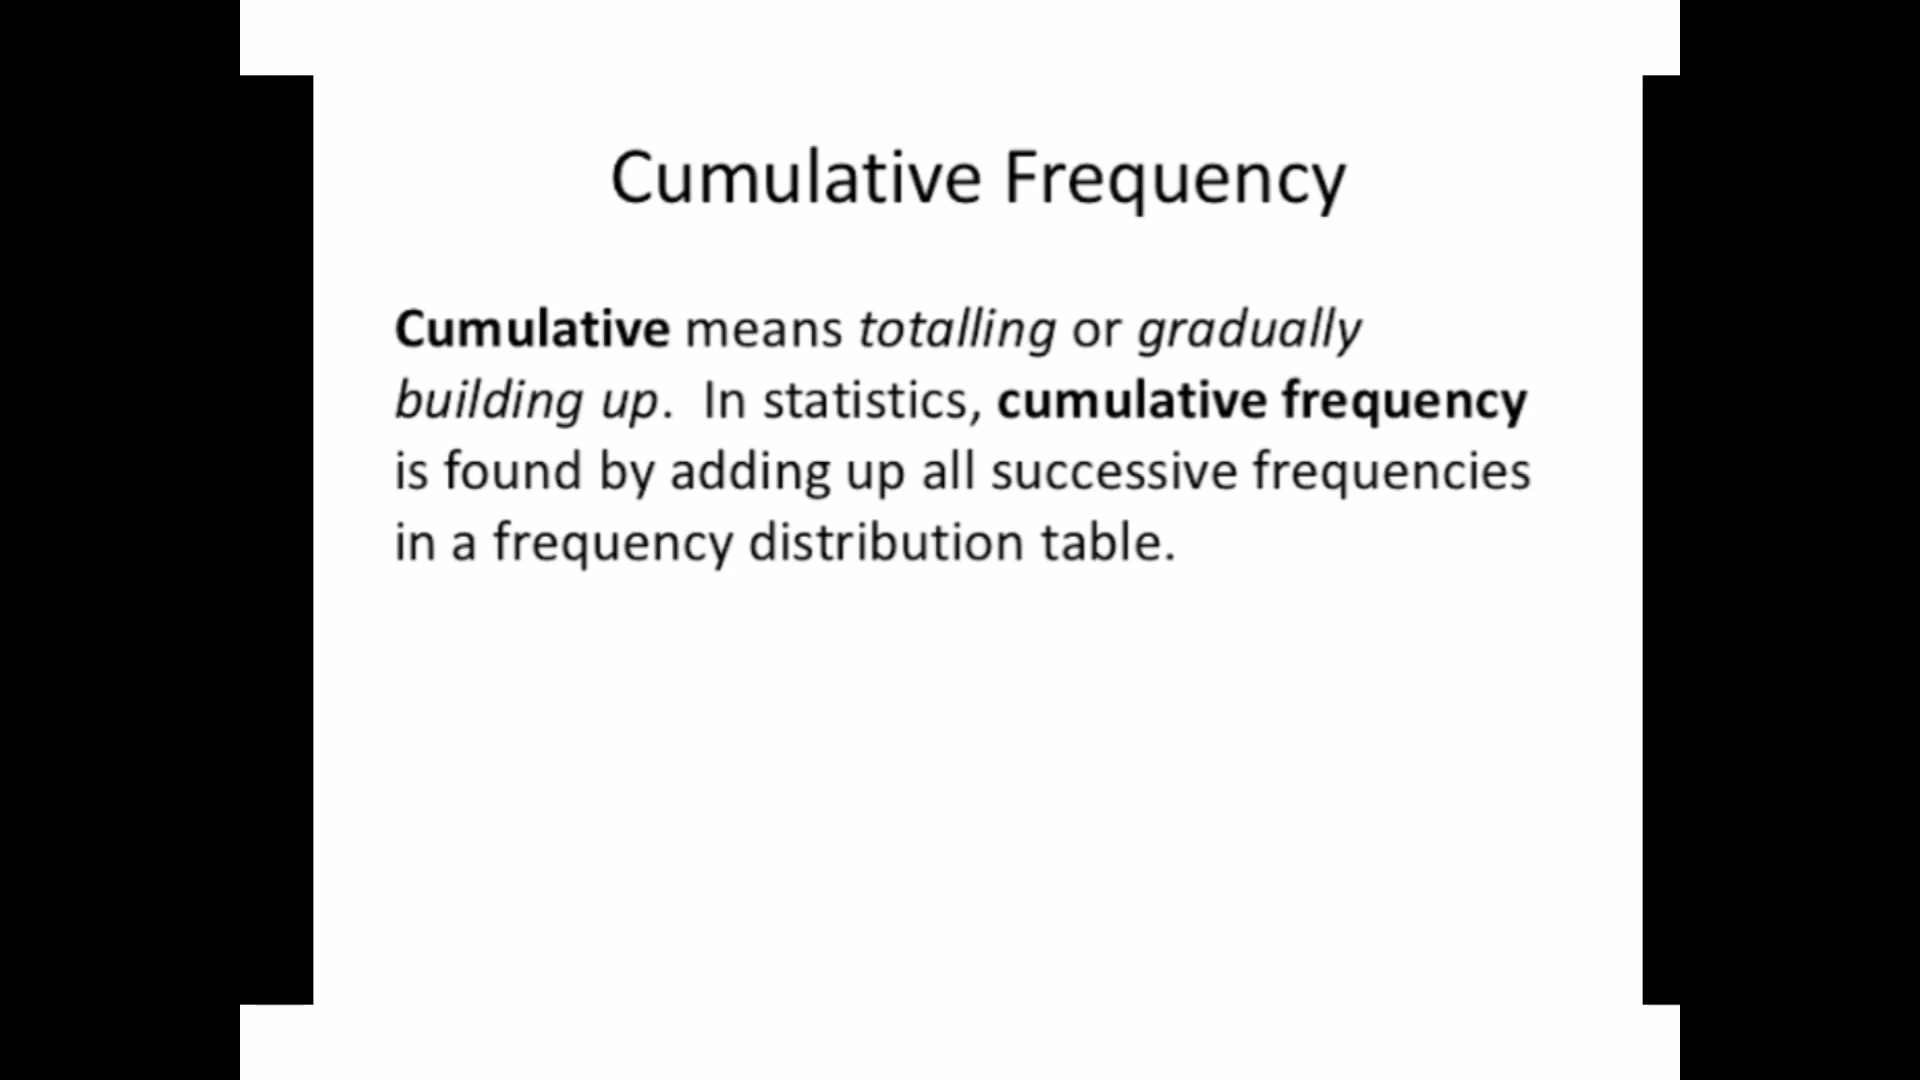 Cumulative Frequency
Cumulative means totalling or gradually
building up.  In statistics, cumulative frequency
is found by adding up all successive frequencies
in a frequency distribution table.